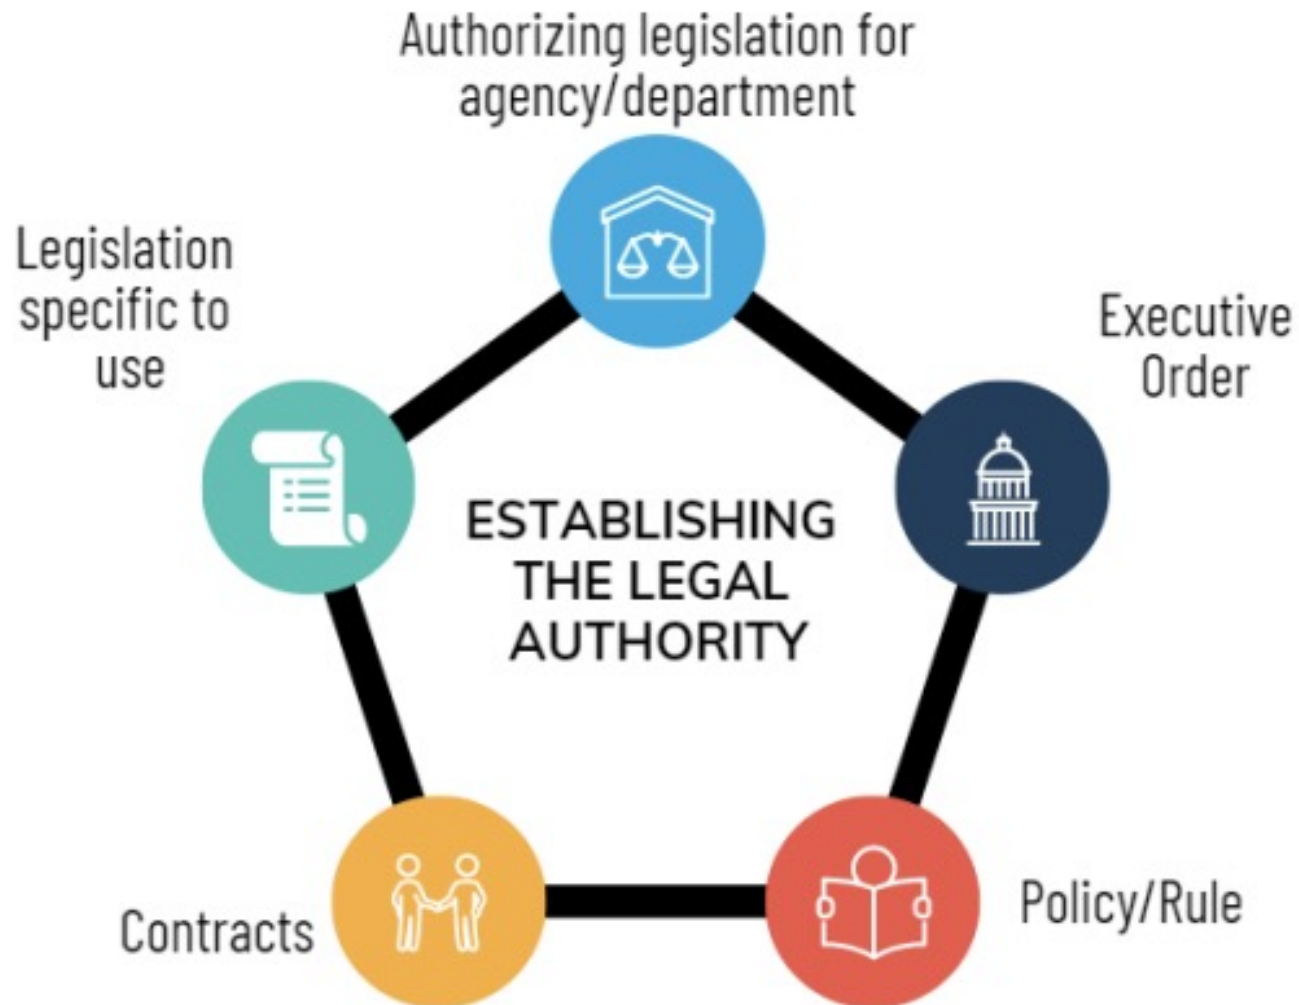 Authorizing legislation for
agency/department
Legislation
specific to
use
Executive
Order
ESTABLISHING
THE LEGAL
AUTHORITY
Contracts
Policy/Rule